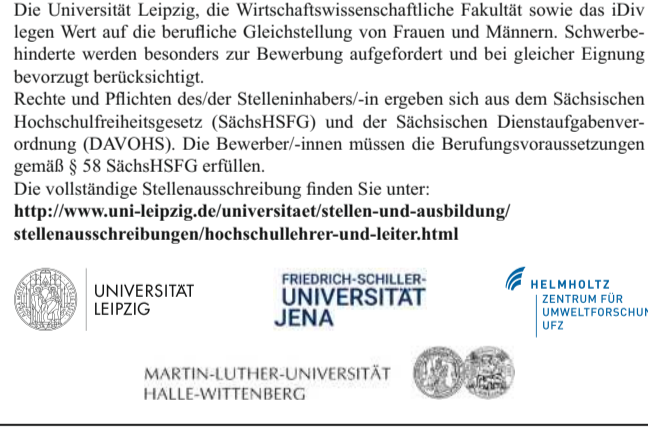 Die Universität Leipzig, die Wirtschaftswissenschaftliche Fakultät sowie das iDiv
legen Wert auf die berufliche Gleichstellung von Frauen und Männern. Schwerbe-
hinderte werden besonders zur Bewerbung aufgefordert und bei gleicher Eignung
bevorzugt berücksichtigt.
Rechte und Pflichten des/der Stelleninhabers/-in ergeben sich aus dem Sächsischen
Hochschulfreiheitsgesetz (SächsHSFG) und der Sächsischen Dienstaufgabenver-
ordnung (DAVOHS). Die Bewerber/-innen müssen die Berufungsvoraussetzungen
gemäß § 58 SächsHSFG erfüllen.
Die vollständige Stellenausschreibung finden Sie unter:
http://www.uni-leipzig.de/universitaet/stellen-und-ausbildung/
stellenausschreibungen/hochschullehrer-und-leiter.html
UNIVERSITÄT
LEIPZIG
FRIEDRICH-SCHILLER-
UNIVERSITÄT
JENA
HELMHOLTZ
ZENTRUM FÜR
UMWELTFORSCHUN
UFZ
MARTIN-LUTHER-UNIVERSITÄT
HALLE-WITTENBERG